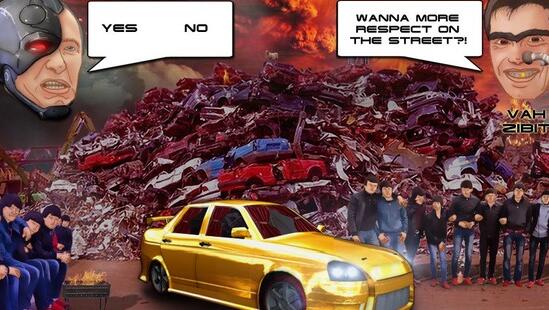 YES NO
WANNA MORE
RESPECT ON
THE STREET?!
VAH
ZIBIT